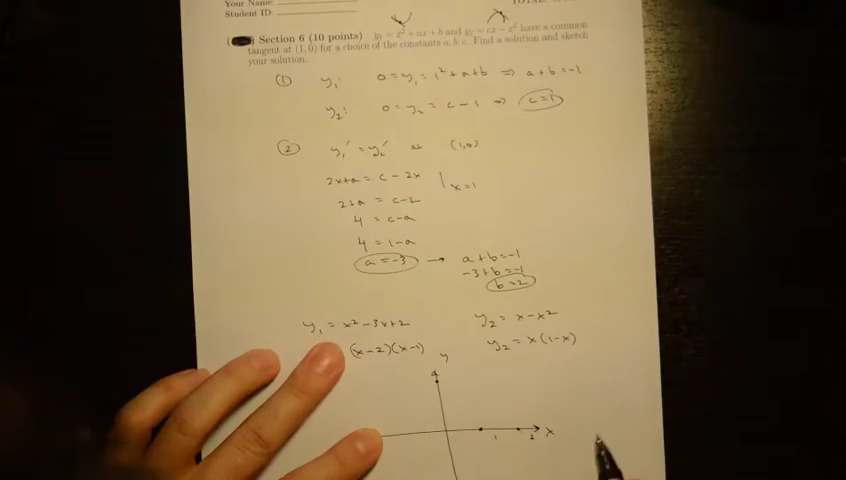 Your Name:
Student ID:
TOTAL:
Section 6 (10 points) y₁ = x² + ax + b and y₂ = cx − x² have a common
tangent at (1, 0) for a choice of the constants a, b, c. Find a solution and sketch
your solution.
① y₁: 0 = y₁ = 1² + a + b ⇒ a + b = −1
y₂: 0 = y₂ = c − 1 ⇒ c = 1
② y₁' = y₂' at (1,0)
2x+a = c − 2x | x=1
2+a = c−2
4 = c−a
4 = 1−a
a = −3 → a + b = −1
−3 + b = −1
b = 2
y₁ = x² − 3x + 2 y₂ = x − x²
(x−2)(x−1) y₂ = x(1−x)
y
x
1 2